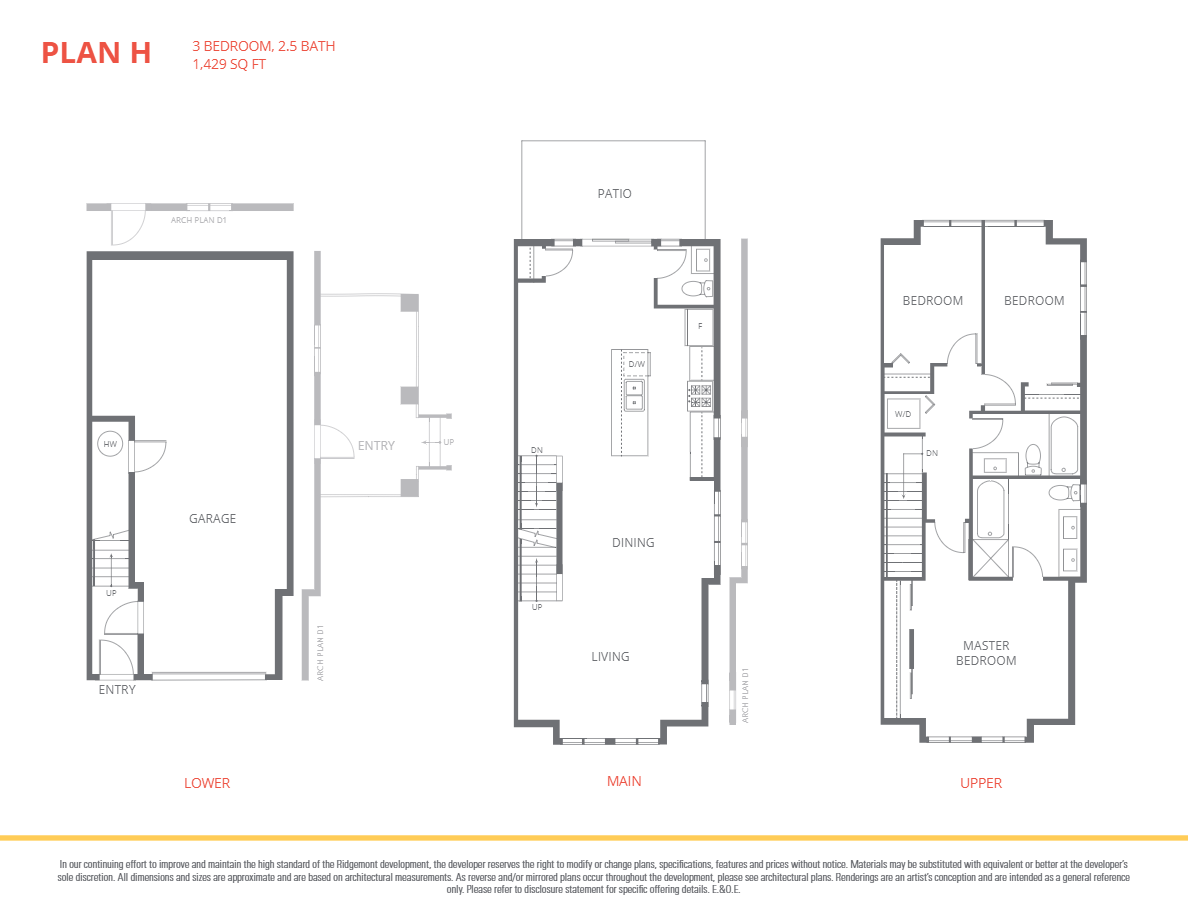 PLAN H
3 BEDROOM, 2.5 BATH
1,429 SQ FT
ARCH PLAN D1
HW
ENTRY
UP
GARAGE
UP
ENTRY
ARCH PLAN D1
LOWER
PATIO
F
D/W
DN
DINING
UP
LIVING
ARCH PLAN D1
MAIN
BEDROOM
BEDROOM
W/D
DN
MASTER
BEDROOM
UPPER
In our continuing effort to improve and maintain the high standard of the Ridgemont development, the developer reserves the right to modify or change plans, specifications, features and prices without notice. Materials may be substituted with equivalent or better at the developer's
sole discretion. All dimensions and sizes are approximate and are based on architectural measurements. As reverse and/or mirrored plans occur throughout the development, please see architectural plans. Renderings are an artist's conception and are intended as a general reference
only. Please refer to disclosure statement for specific offering details. E.&O.E.